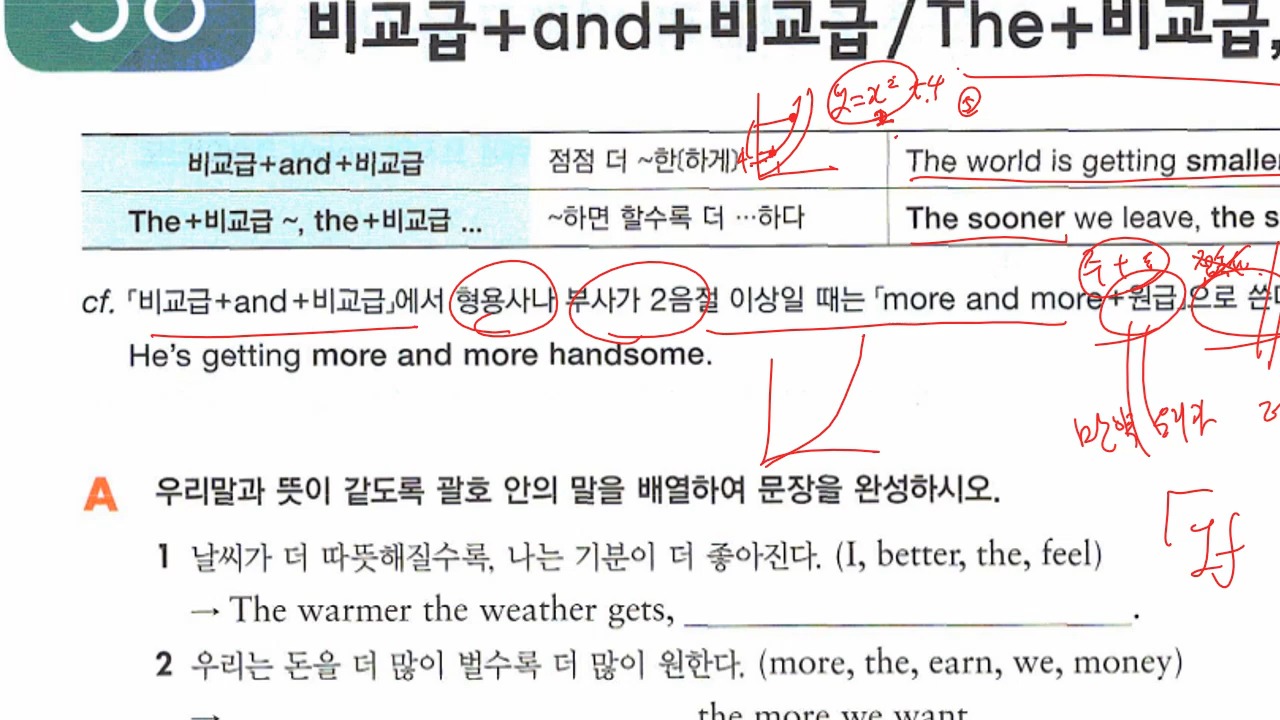 비교급+and+비교급/The+비교급,
y=x² +4 ⑤
비교급+and+비교급 점점 더 ~한(하게) The world is getting smaller
The+비교급 ~, the+비교급 ... ~하면 할수록 더 …하다 The sooner we leave, the s
cf. 「비교급+and+비교급」에서 형용사나 부사가 2음절 이상일 때는 「more and more+원급」으로 쓴
He's getting more and more handsome.
A 우리말과 뜻이 같도록 괄호 안의 말을 배열하여 문장을 완성하시오.
1 날씨가 더 따뜻해질수록, 나는 기분이 더 좋아진다. (I, better, the, feel)
→ The warmer the weather gets, ______.
if
2 우리는 돈을 더 많이 벌수록 더 많이 원한다. (more, the, earn, we, money)
→ the more we want